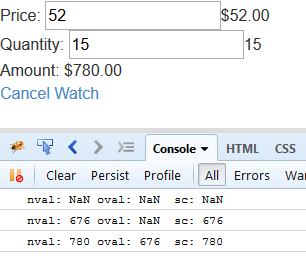 Price: 52 $52.00
Quantity: 15 15
Amount: $780.00
Cancel Watch
Console HTML CSS
Clear Persist Profile All Errors
nval: NaN oval: NaN sc: NaN
nval: 676 oval: NaN sc: 676
nval: 780 oval: 676 sc: 780